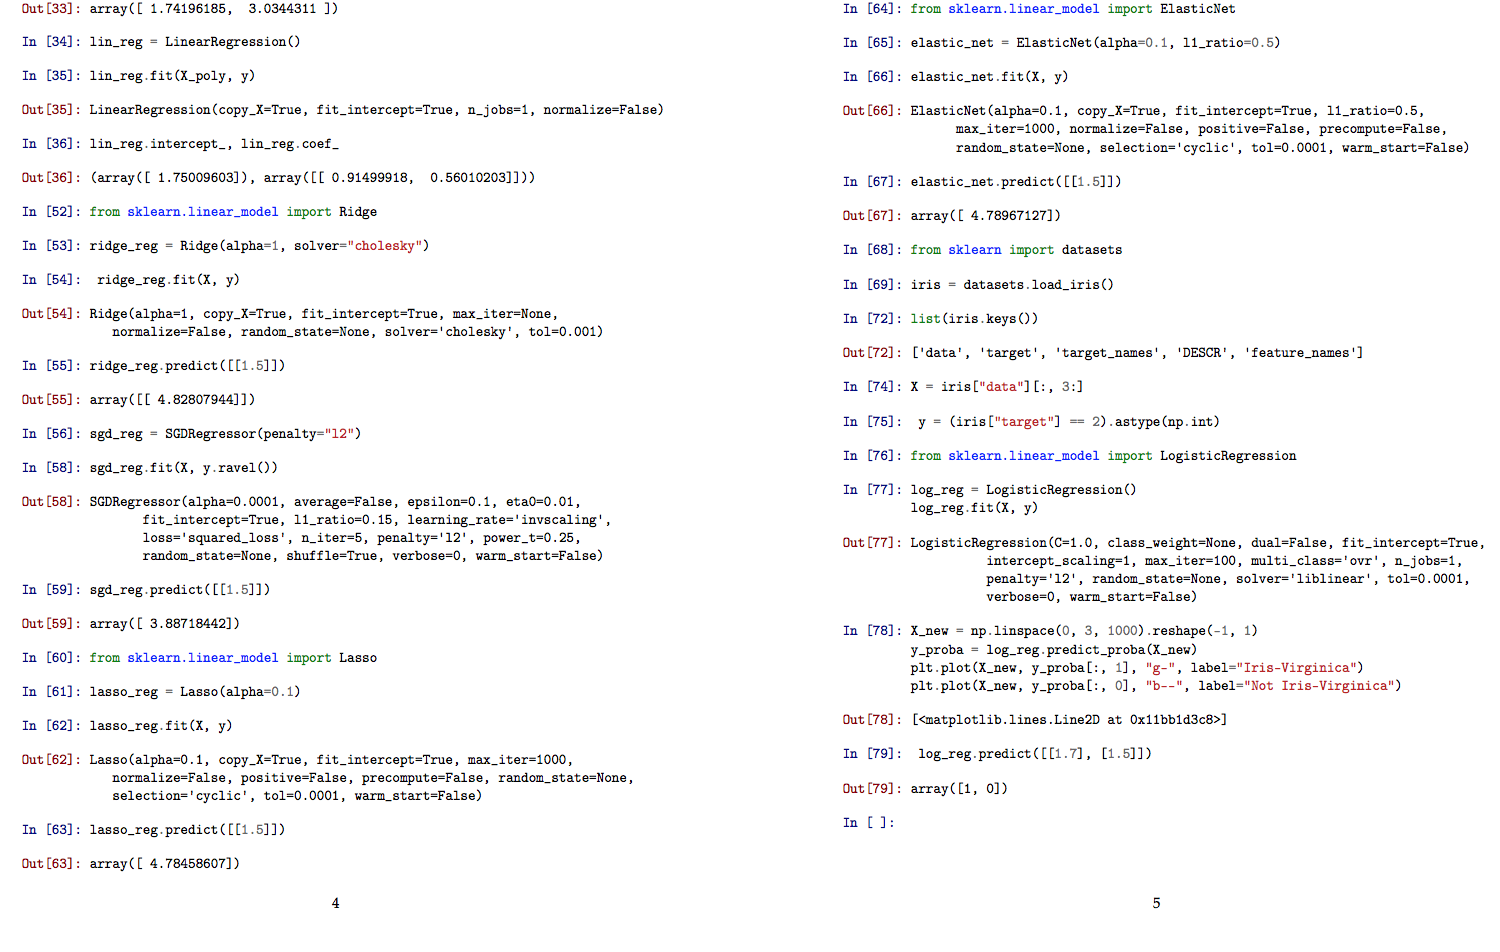 Out[33]: array([ 1.74196185,  3.0344311 ])
In [34]: lin_reg = LinearRegression()
In [35]: lin_reg.fit(X_poly, y)
Out[35]: LinearRegression(copy_X=True, fit_intercept=True, n_jobs=1, normalize=False)
In [36]: lin_reg.intercept_, lin_reg.coef_
Out[36]: (array([ 1.75009603]), array([[ 0.91499918,  0.56010203]]))
In [52]: from sklearn.linear_model import Ridge
In [53]: ridge_reg = Ridge(alpha=1, solver="cholesky")
In [54]:  ridge_reg.fit(X, y)
Out[54]: Ridge(alpha=1, copy_X=True, fit_intercept=True, max_iter=None,
normalize=False, random_state=None, solver='cholesky', tol=0.001)
In [55]: ridge_reg.predict([[1.5]])
Out[55]: array([[ 4.82807944]])
In [56]: sgd_reg = SGDRegressor(penalty="l2")
In [58]: sgd_reg.fit(X, y.ravel())
Out[58]: SGDRegressor(alpha=0.0001, average=False, epsilon=0.1, eta0=0.01,
fit_intercept=True, l1_ratio=0.15, learning_rate='invscaling',
loss='squared_loss', n_iter=5, penalty='l2', power_t=0.25,
random_state=None, shuffle=True, verbose=0, warm_start=False)
In [59]: sgd_reg.predict([[1.5]])
Out[59]: array([ 3.88718442])
In [60]: from sklearn.linear_model import Lasso
In [61]: lasso_reg = Lasso(alpha=0.1)
In [62]: lasso_reg.fit(X, y)
Out[62]: Lasso(alpha=0.1, copy_X=True, fit_intercept=True, max_iter=1000,
normalize=False, positive=False, precompute=False, random_state=None,
selection='cyclic', tol=0.0001, warm_start=False)
In [63]: lasso_reg.predict([[1.5]])
Out[63]: array([ 4.78458607])
4
In [64]: from sklearn.linear_model import ElasticNet
In [65]: elastic_net = ElasticNet(alpha=0.1, l1_ratio=0.5)
In [66]: elastic_net.fit(X, y)
Out[66]: ElasticNet(alpha=0.1, copy_X=True, fit_intercept=True, l1_ratio=0.5,
max_iter=1000, normalize=False, positive=False, precompute=False,
random_state=None, selection='cyclic', tol=0.0001, warm_start=False)
In [67]: elastic_net.predict([[1.5]])
Out[67]: array([ 4.78967127])
In [68]: from sklearn import datasets
In [69]: iris = datasets.load_iris()
In [72]: list(iris.keys())
Out[72]: ['data', 'target', 'target_names', 'DESCR', 'feature_names']
In [74]: X = iris["data"][:, 3:]
In [75]:  y = (iris["target"] == 2).astype(np.int)
In [76]: from sklearn.linear_model import LogisticRegression
In [77]: log_reg = LogisticRegression()
log_reg.fit(X, y)
Out[77]: LogisticRegression(C=1.0, class_weight=None, dual=False, fit_intercept=True,
intercept_scaling=1, max_iter=100, multi_class='ovr', n_jobs=1,
penalty='l2', random_state=None, solver='liblinear', tol=0.0001,
verbose=0, warm_start=False)
In [78]: X_new = np.linspace(0, 3, 1000).reshape(-1, 1)
y_proba = log_reg.predict_proba(X_new)
plt.plot(X_new, y_proba[:, 1], "g-", label="Iris-Virginica")
plt.plot(X_new, y_proba[:, 0], "b--", label="Not Iris-Virginica")
Out[78]: [<matplotlib.lines.Line2D at 0x11bb1d3c8>]
In [79]:  log_reg.predict([[1.7], [1.5]])
Out[79]: array([1, 0])
In [ ]:
5